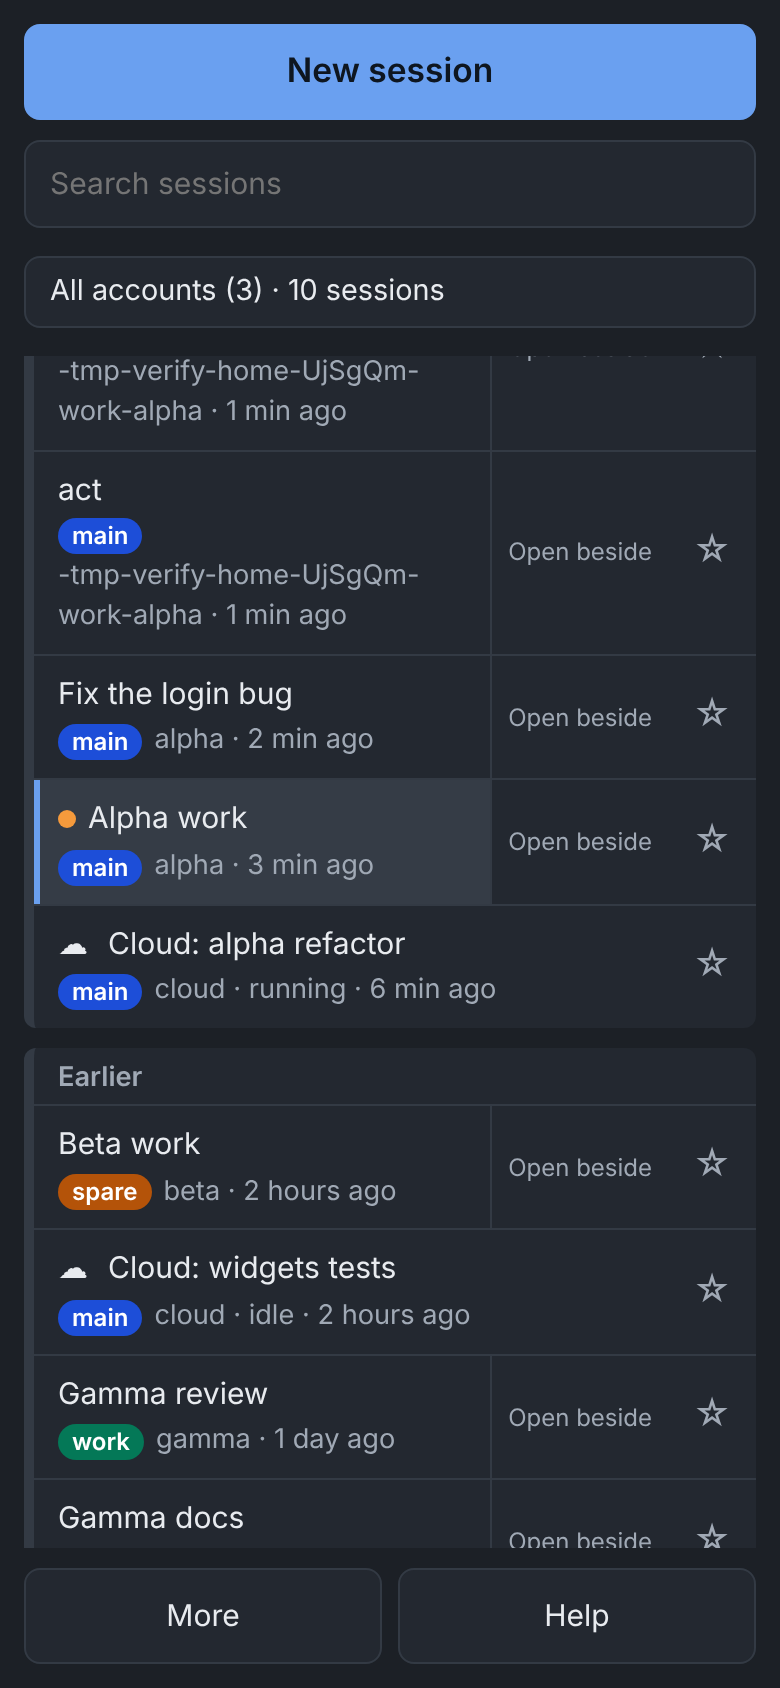 New session
Search sessions
All accounts (3) · 10 sessions
-tmp-verify-home-UjSgQm-
work-alpha · 1 min ago
act
main
-tmp-verify-home-UjSgQm-
work-alpha · 1 min ago
Open beside
Fix the login bug
main alpha · 2 min ago
Open beside
Alpha work
main alpha · 3 min ago
Open beside
Cloud: alpha refactor
main cloud · running · 6 min ago
Earlier
Beta work
spare beta · 2 hours ago
Open beside
Cloud: widgets tests
main cloud · idle · 2 hours ago
Gamma review
work gamma · 1 day ago
Open beside
Gamma docs
Open beside
More
Help